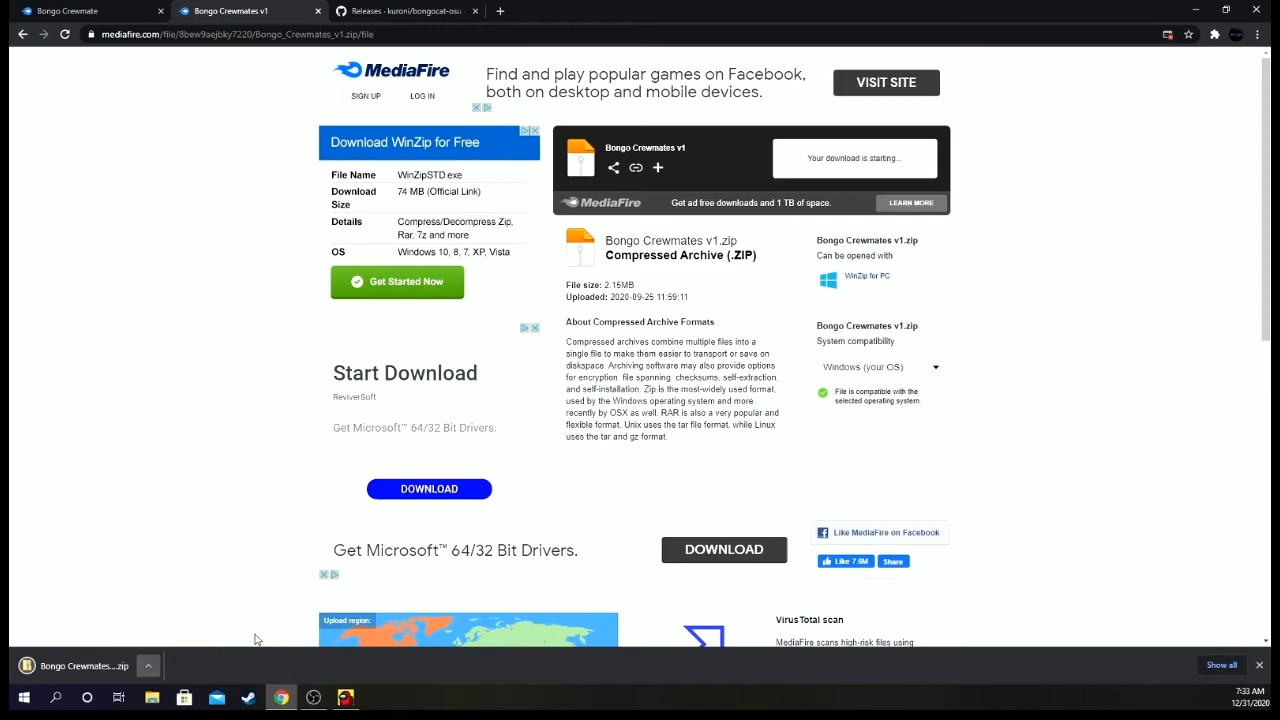 Bongo Crewmate
Bongo Crewmates v1
Releases · kuroni/bongocat-osu ·
mediafire.com/file/8bew9aejbky7220/Bongo_Crewmates_v1.zip/file
MediaFire
SIGN UP
LOG IN
Find and play popular games on Facebook,
both on desktop and mobile devices.
VISIT SITE
Download WinZip for Free
File Name WinZipSTD.exe
Download 74 MB (Official Link)
Size
Details Compress/Decompress Zip,
Rar, 7z and more
OS Windows 10, 8, 7, XP, Vista
Get Started Now
Bongo Crewmates v1
Your download is starting...
MediaFire
Get ad free downloads and 1 TB of space.
LEARN MORE
Bongo Crewmates v1.zip
Compressed Archive (.ZIP)
File size: 2.15MB
Uploaded: 2020-09-25 11:59:11
About Compressed Archive Formats
Compressed archives combine multiple files into a
single file to make them easier to transport or save on
diskspace. Archiving software may also provide options
for encryption, file spanning, checksums, self-extraction,
and self-installation. Zip is the most-widely used format,
used by the Windows operating system and more
recently by OSX as well. RAR is also a very popular and
flexible format. Unix uses the tar file format, while Linux
uses the tar and gz format.
Bongo Crewmates v1.zip
Can be opened with
WinZip for PC
Bongo Crewmates v1.zip
System compatibility
Windows (your OS)
File is compatible with the
selected operating system.
Start Download
ReviverSoft
Get Microsoft™ 64/32 Bit Drivers.
DOWNLOAD
Get Microsoft™ 64/32 Bit Drivers.
DOWNLOAD
Like MediaFire on Facebook
Like 7.6M
Share
Upload region:
VirusTotal scan
MediaFire scans high-risk files using
Bongo Crewmates....zip
Show all
7:33 AM
12/31/2020